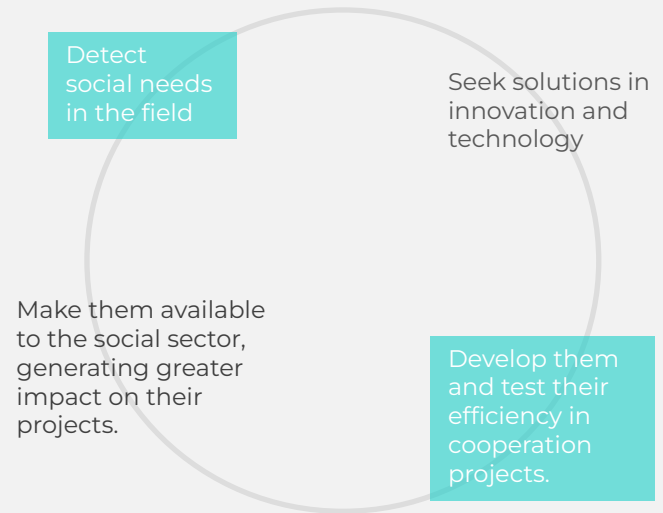 Detect
social needs
in the field
Seek solutions in
innovation and
technology
Make them available
to the social sector,
generating greater
impact on their
projects.
Develop them
and test their
efficiency in
cooperation
projects.